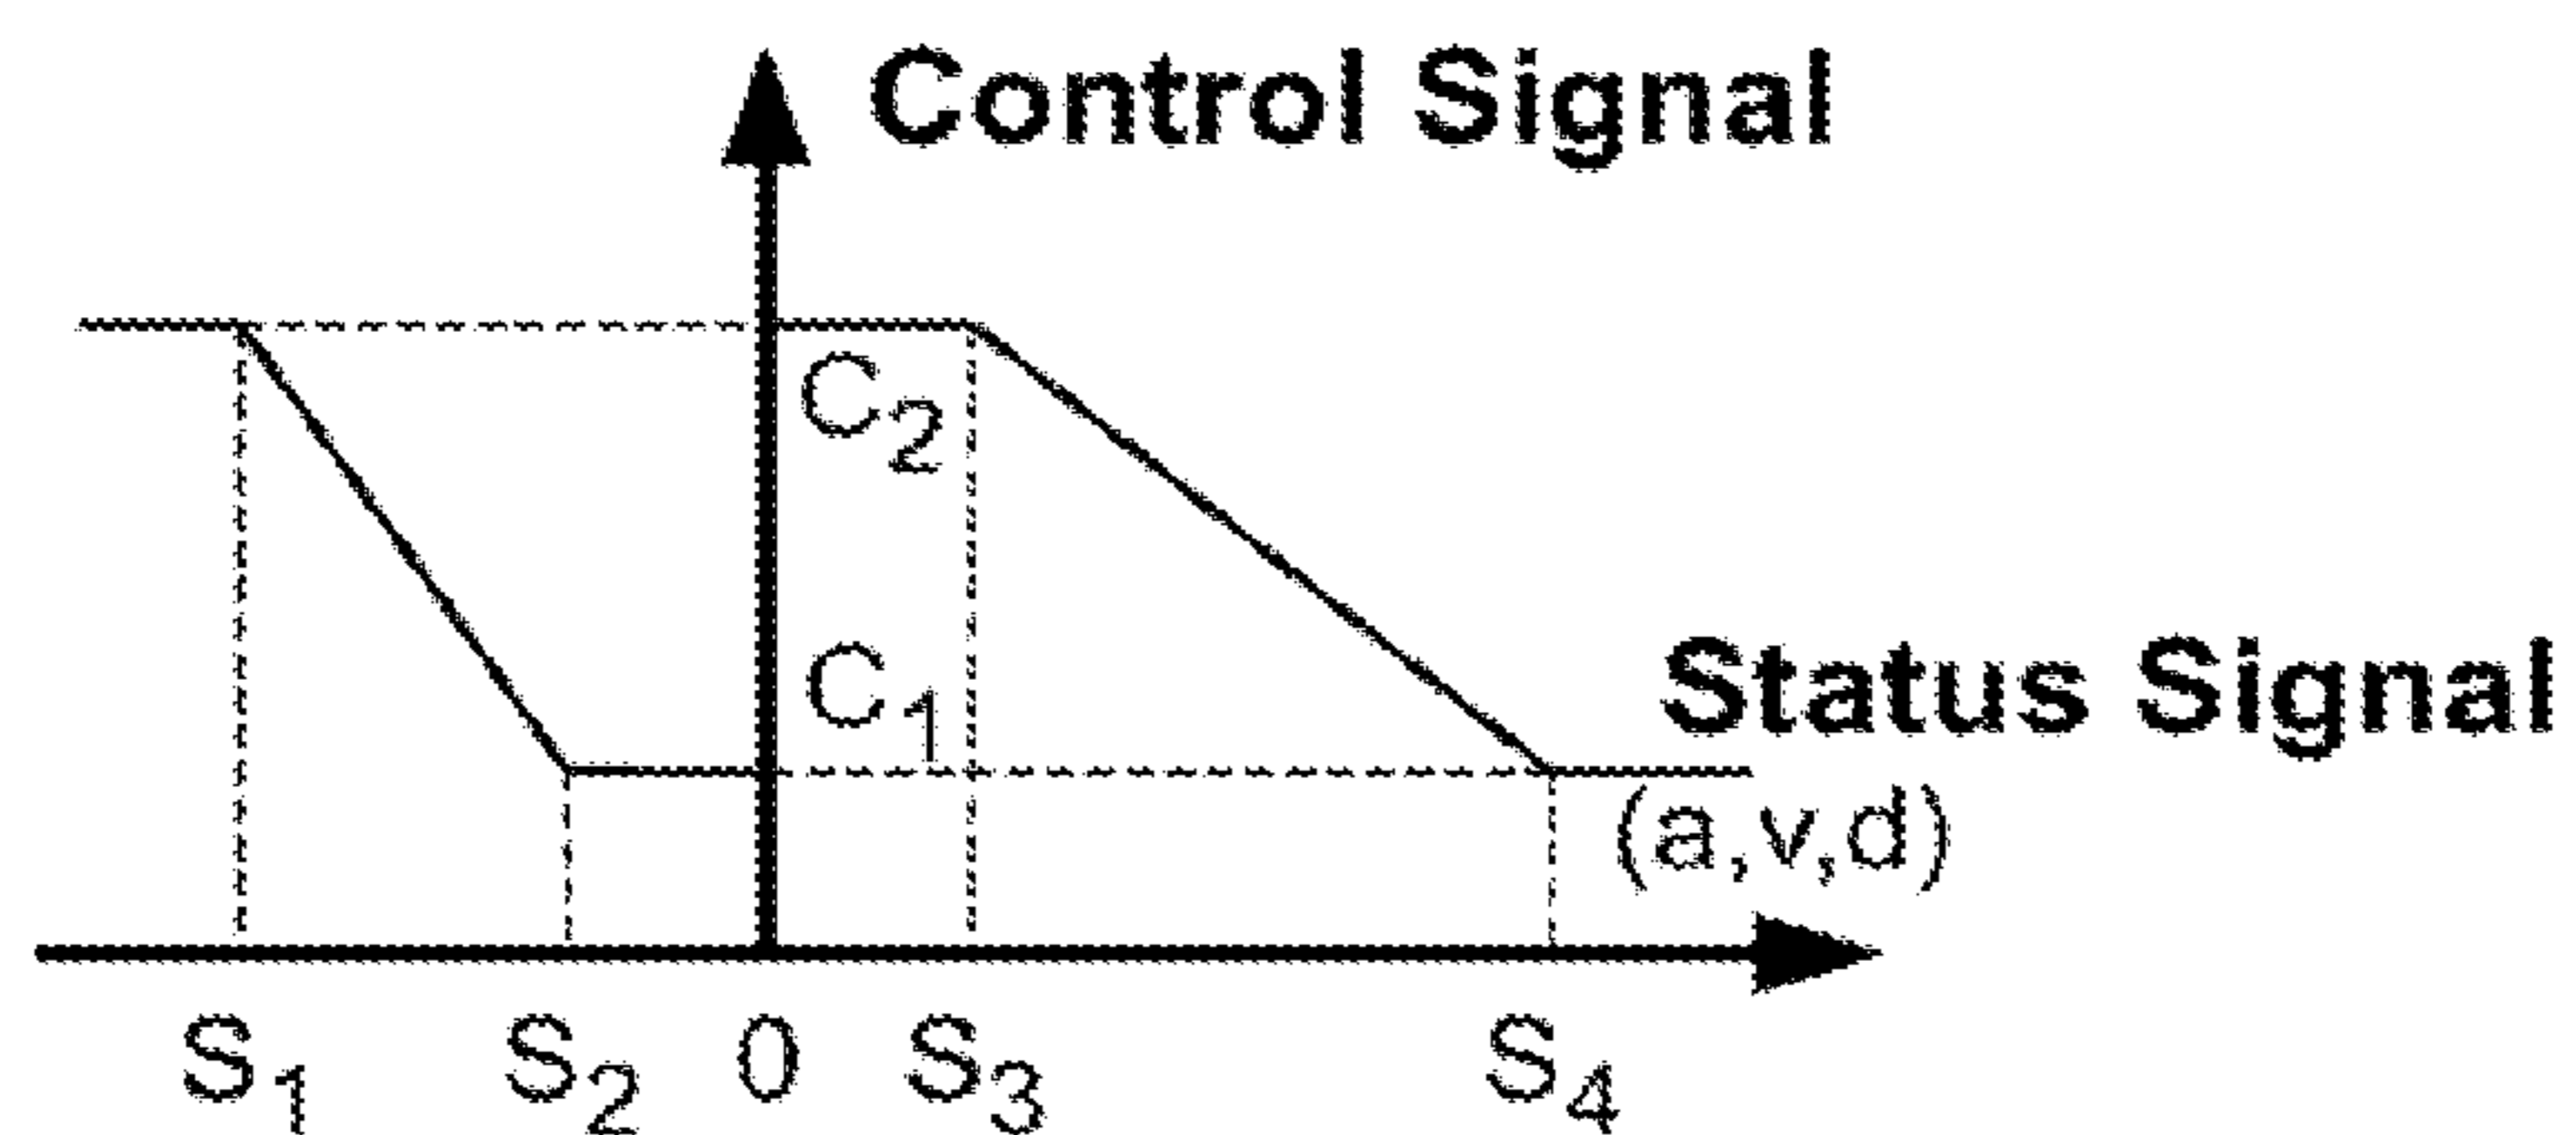 Control Signal
C2
C1
Status Signal
(a,v,d)
S1 S2 0 S3 S4